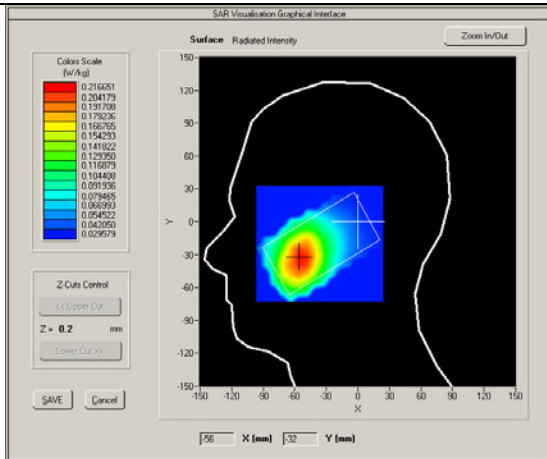 SAR Visualisation Graphical Interface
Surface Radiated Intensity
Zoom In/Out
Colors Scale
(W/kg)
0.216651
0.204179
0.191708
0.179236
0.166765
0.154293
0.141822
0.129350
0.116879
0.104408
0.091936
0.079465
0.066993
0.054522
0.042050
0.029579
Z-Cuts Control
<< Upper Cut
Z = 0.2 mm
Lower Cut >>
SAVE Cancel
150
120
90
60
30
0
-30
-60
-90
-120
-150
Y
-150 -120 -90 -60 -30 0 30 60 90 120 150
X
-56 X (mm) -32 Y (mm)